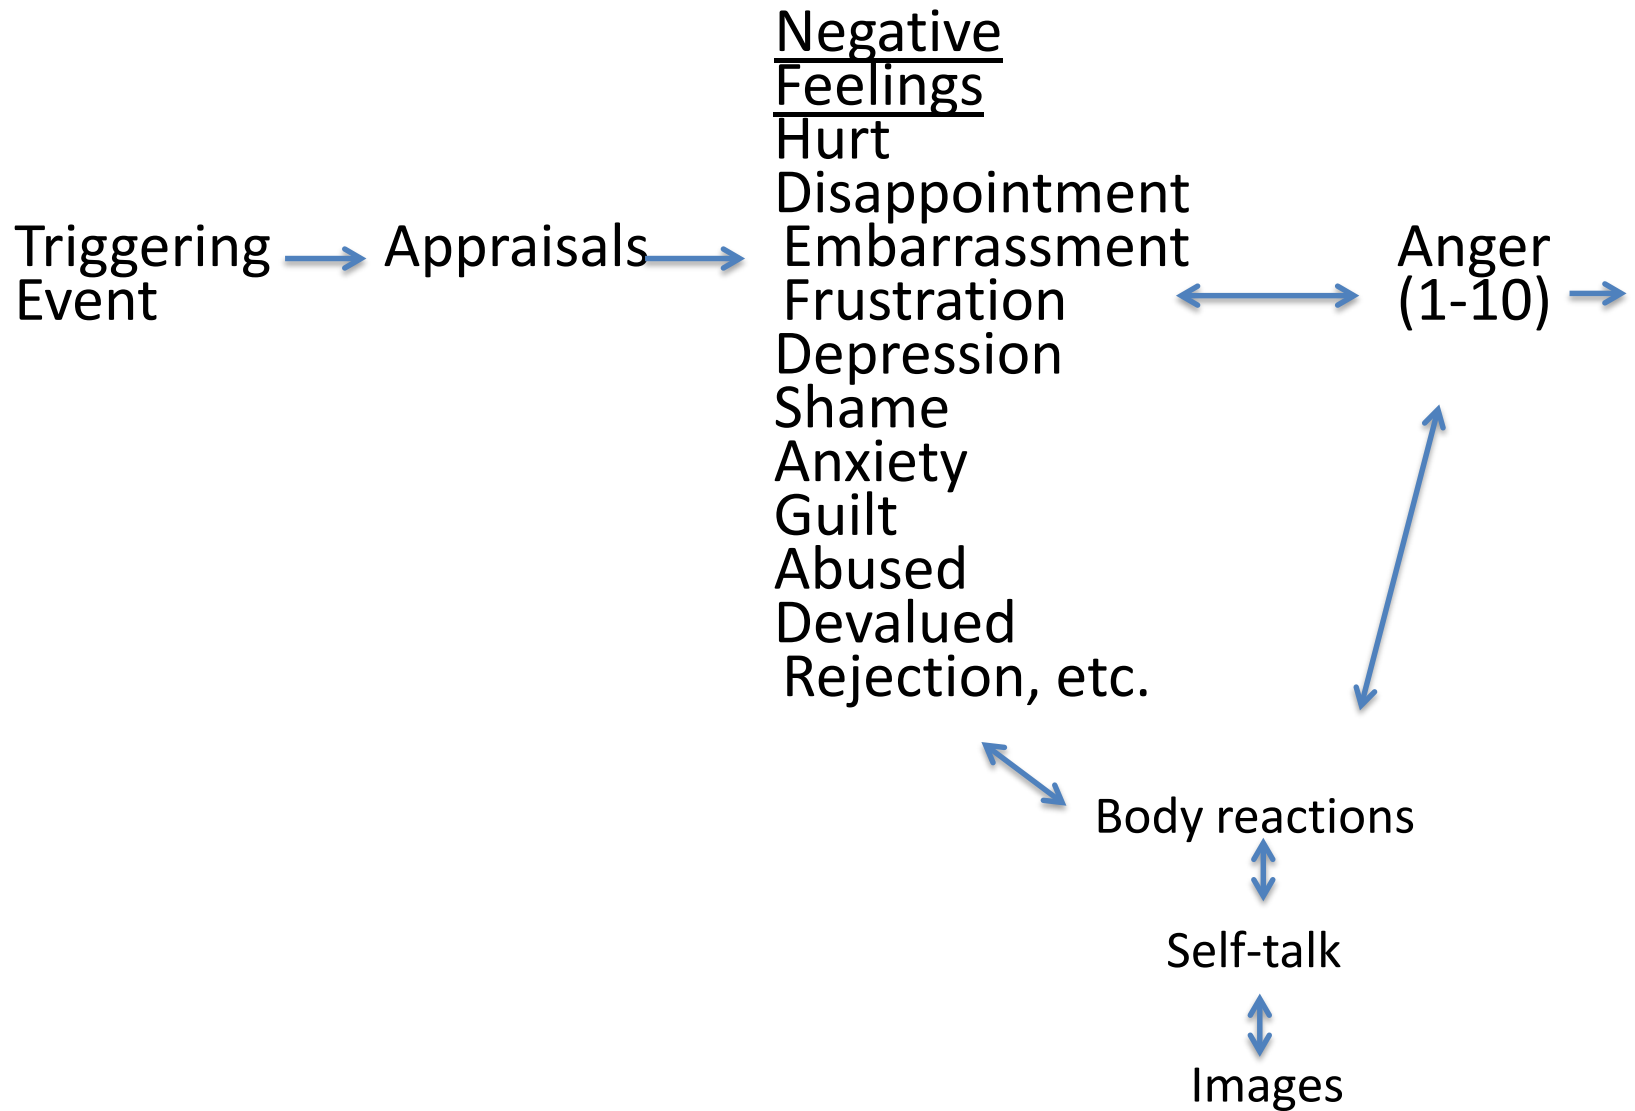 Triggering
Event
Appraisals
Negative
Feelings
Hurt
Disappointment
Embarrassment
Frustration
Depression
Shame
Anxiety
Guilt
Abused
Devalued
Rejection, etc.
Anger
(1-10)
Body reactions
Self-talk
Images